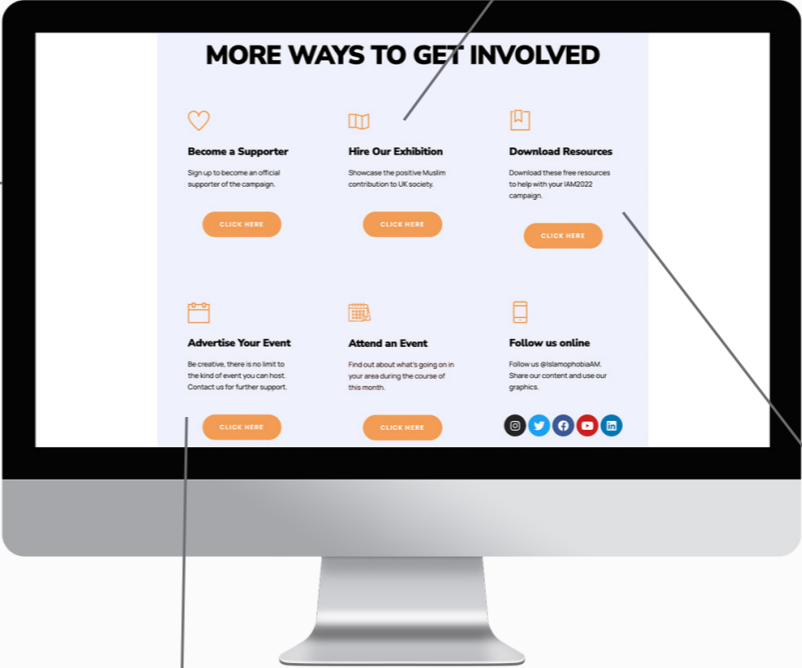 MORE WAYS TO GET INVOLVED
Become a Supporter
Sign up to become an official
supporter of the campaign.
CLICK HERE
Hire Our Exhibition
Showcase the positive Muslim
contribution to UK society.
CLICK HERE
Download Resources
Download these free resources
to help with your IAM2022
campaign.
CLICK HERE
Advertise Your Event
Be creative, there is no limit to
the kind of event you can host.
Contact us for further support.
CLICK HERE
Attend an Event
Find out about what's going on in
your area during the course of
this month.
CLICK HERE
Follow us online
Follow us @IslamophobiaAM.
Share our content and use our
graphics.